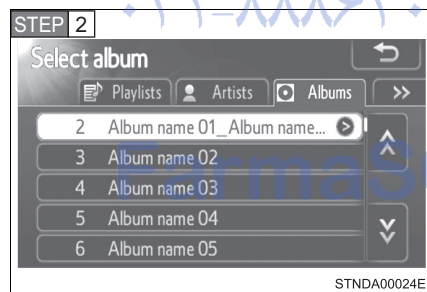 STEP 2
Select album
Playlists Artists Albums >>
2 Album name 01_Album name...
3 Album name 02
4 Album name 03
5 Album name 04
6 Album name 05
STNDA00024E